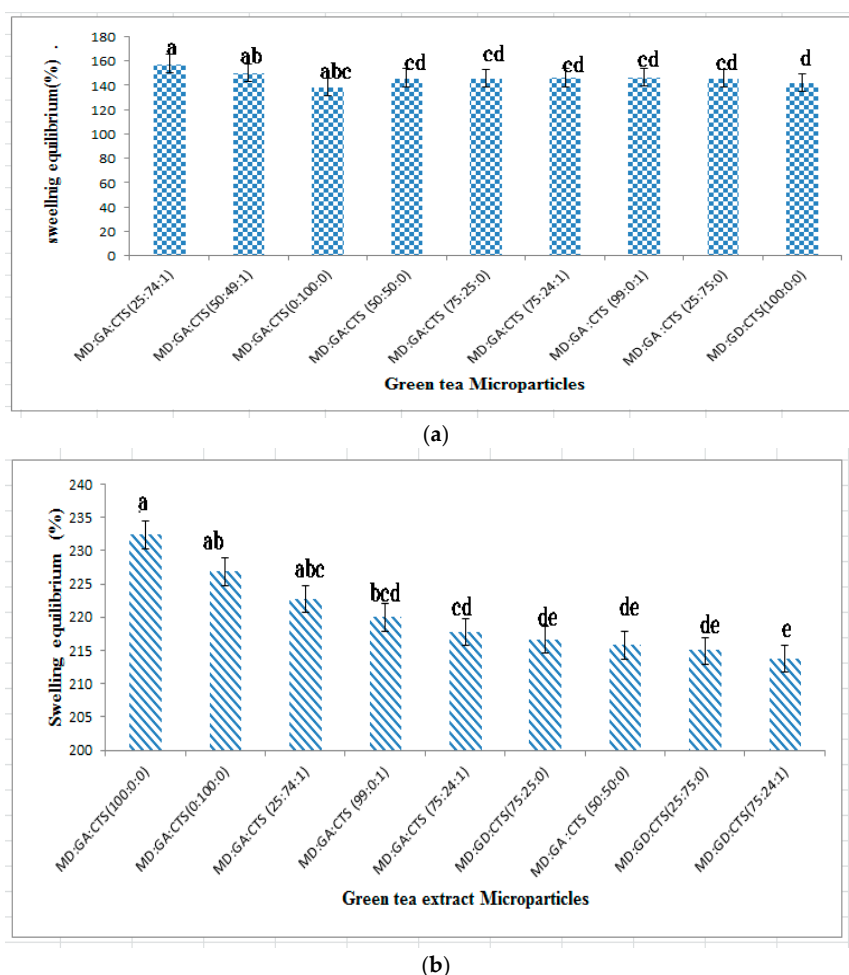 a ab abc cd cd cd cd cd d
sweellnig equilibrium(%) .
180
160
140
120
100
80
60
40
20
0
MD:GA:CTS(25:74:1)
MD:GA:CTS(50:49:1)
MD:GA:CTS(0:100:0)
MD:GA:CTS (50:50:0)
MD:GA:CTS (75:25:0)
MD:GA:CTS (75:24:1)
MD:GA :CTS (99:0:1)
MD:GA :CTS (25:75:0)
MD:GD:CTS(100:0:0)
Green tea Microparticles
(a)
a ab abc bcd cd de de de e
Swelling equilibrium (%)
240
235
230
225
220
215
210
205
200
MD:GA:CTS(100:0:0)
MD:GA:CTS(0:100:0)
MD:GA:CTS (25:74:1)
MD:GA:CTS (99:0:1)
MD:GA:CTS (75:24:1)
MD:GD:CTS(75:25:0)
MD:GA :CTS (50:50:0)
MD:GD:CTS(25:75:0)
MD:GD:CTS(75:24:1)
Green tea extract Microparticles
(b)